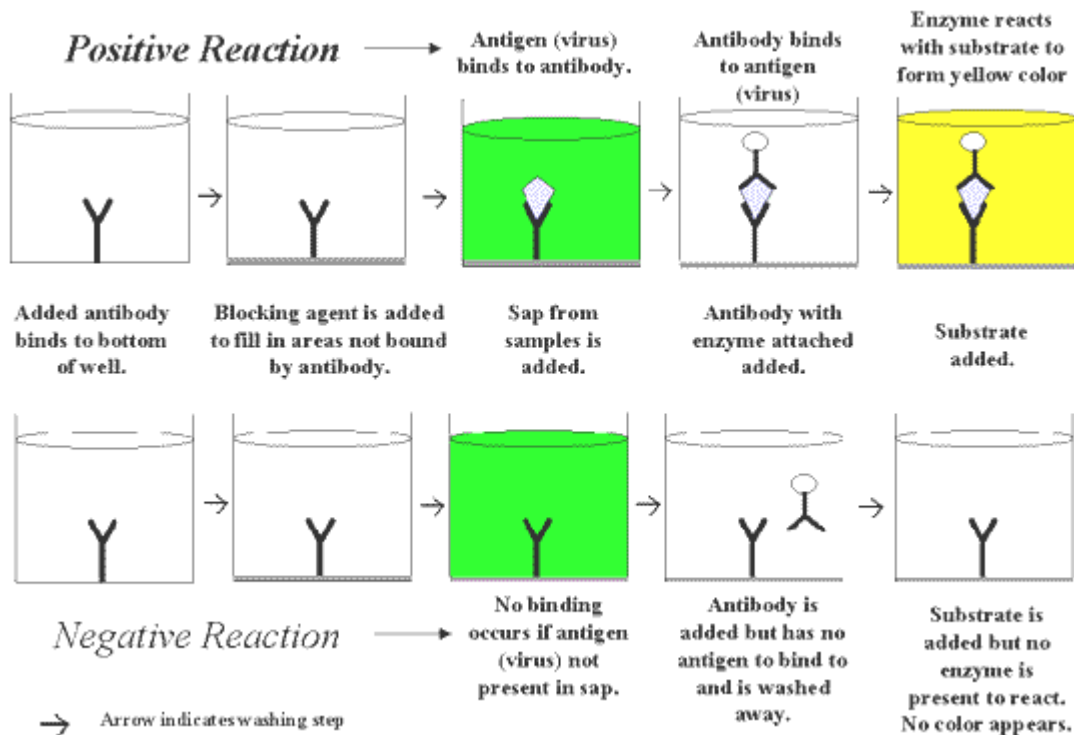 Positive Reaction
Antigen (virus)
binds to antibody.
Antibody binds
to antigen
(virus)
Enzyme reacts
with substrate to
form yellow color
Added antibody
binds to bottom
of well.
Blocking agent is added
to fill in areas not bound
by antibody.
Sap from
samples is
added.
Antibody with
enzyme attached
added.
Substrate
added.
Negative Reaction
No binding
occurs if antigen
(virus) not
present in sap.
Antibody is
added but has no
antigen to bind to
and is washed
away.
Substrate is
added but no
enzyme is
present to react.
No color appears.
Arrow indicates washing step